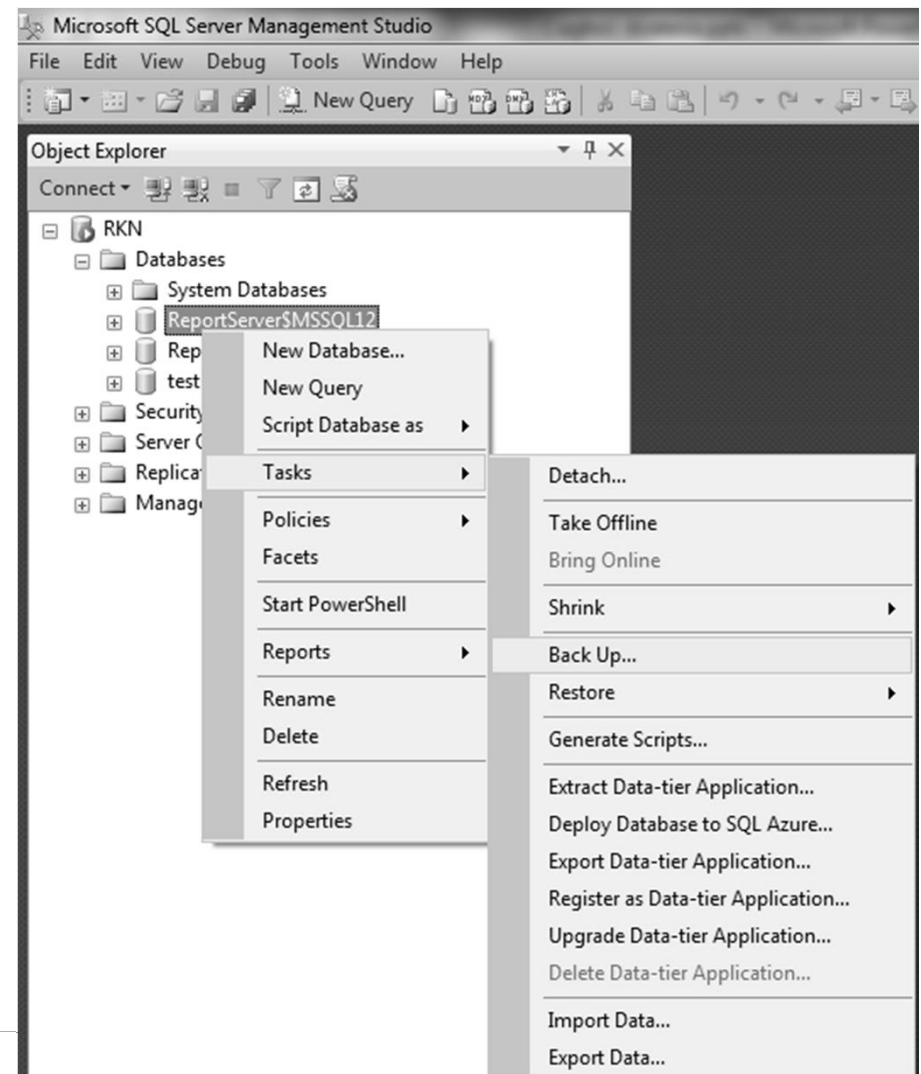 Microsoft SQL Server Management Studio
File Edit View Debug Tools Window Help
New Query
Object Explorer
Connect
RKN
Databases
System Databases
ReportServer$MSSQL12
Rep
test
Security
Server
Replica
Manag
New Database...
New Query
Script Database as
Tasks
Policies
Facets
Start PowerShell
Reports
Rename
Delete
Refresh
Properties
Detach...
Take Offline
Bring Online
Shrink
Back Up...
Restore
Generate Scripts...
Extract Data-tier Application...
Deploy Database to SQL Azure...
Export Data-tier Application...
Register as Data-tier Application...
Upgrade Data-tier Application...
Delete Data-tier Application...
Import Data...
Export Data...